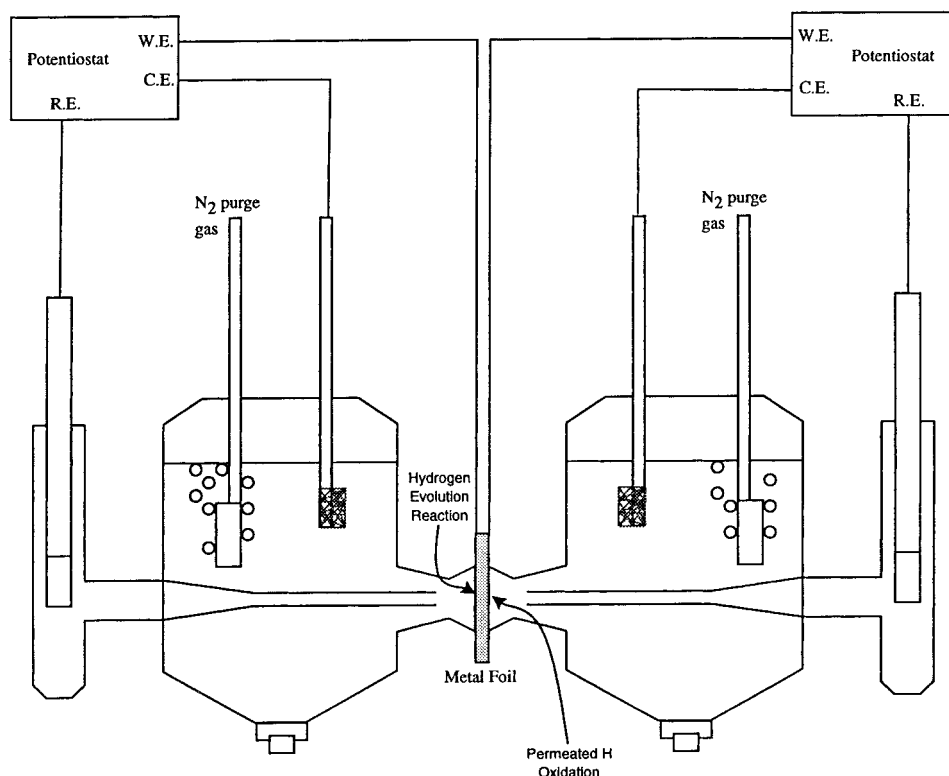 Potentiostat
W.E.
C.E.
R.E.
W.E.
Potentiostat
C.E.
R.E.
N2 purge
gas
N2 purge
gas
Hydrogen
Evolution
Reaction
Metal Foil
Permeated H
Oxidation